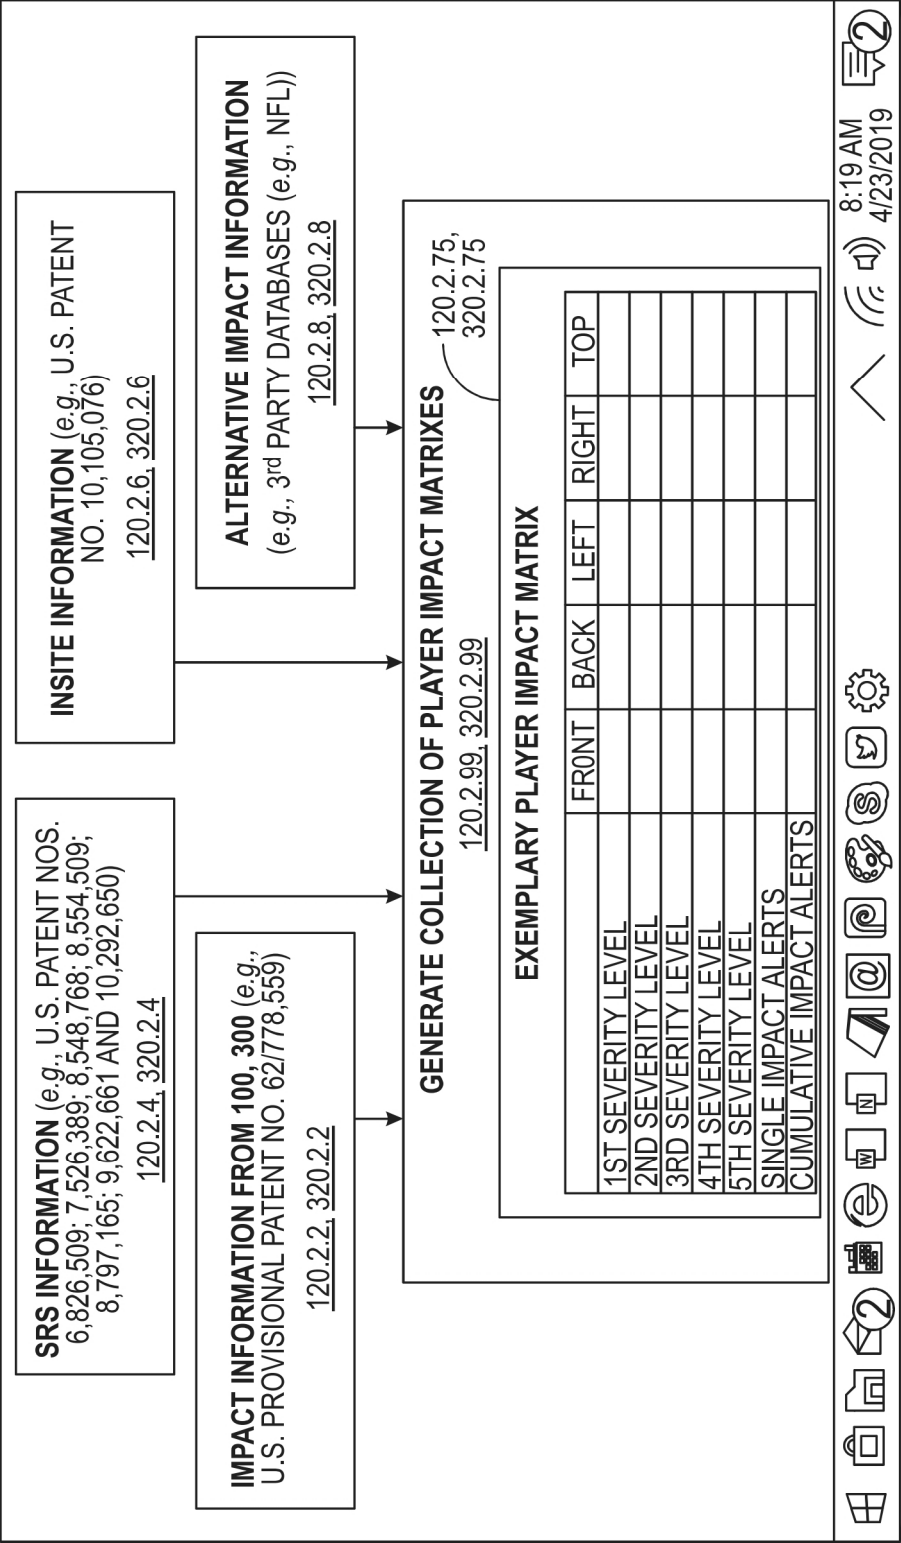 SRS INFORMATION (e.g., U.S. PATENT NOS.
6,826,509; 7,526,389; 8,548,768; 8,554,509;
8,797,165; 9,622,661 AND 10,292,650)
120.2.4, 320.2.4
INSITE INFORMATION (e.g., U.S. PATENT
NO. 10,105,076)
120.2.6, 320.2.6
IMPACT INFORMATION FROM 100, 300 (e.g.,
U.S. PROVISIONAL PATENT NO. 62/778,559)
120.2.2, 320.2.2
ALTERNATIVE IMPACT INFORMATION
(e.g., 3rd PARTY DATABASES (e.g., NFL))
120.2.8, 320.2.8
GENERATE COLLECTION OF PLAYER IMPACT MATRIXES
120.2.99, 320.2.99
120.2.75,
320.2.75
EXEMPLARY PLAYER IMPACT MATRIX
FRONT BACK LEFT RIGHT TOP
1ST SEVERITY LEVEL
2ND SEVERITY LEVEL
3RD SEVERITY LEVEL
4TH SEVERITY LEVEL
5TH SEVERITY LEVEL
SINGLE IMPACT ALERTS
CUMULATIVE IMPACT ALERTS
2 e W N @ S 8:19 AM 2
4/23/2019